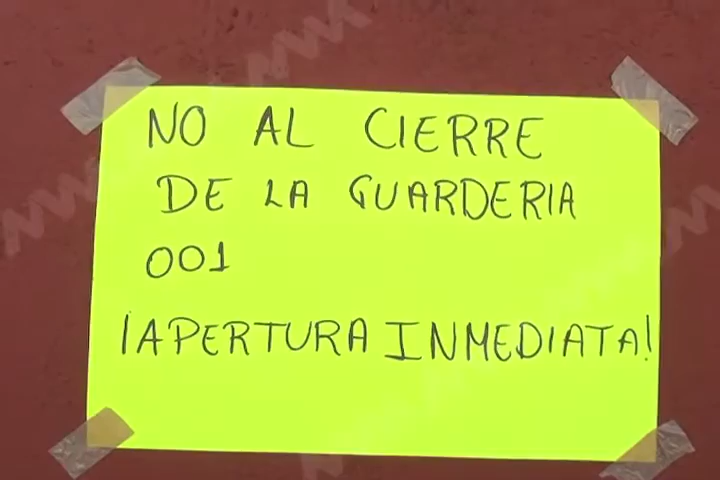 NO AL CIERRE
DE LA GUARDERIA
001
¡APERTURA INMEDIATA!